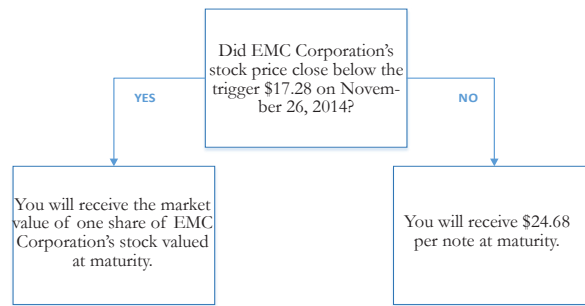 Did EMC Corporation's
stock price close below the
trigger $17.28 on Novem-
ber 26, 2014?
YES
NO
You will receive the market
value of one share of EMC
Corporation's stock valued
at maturity.
You will receive $24.68
per note at maturity.